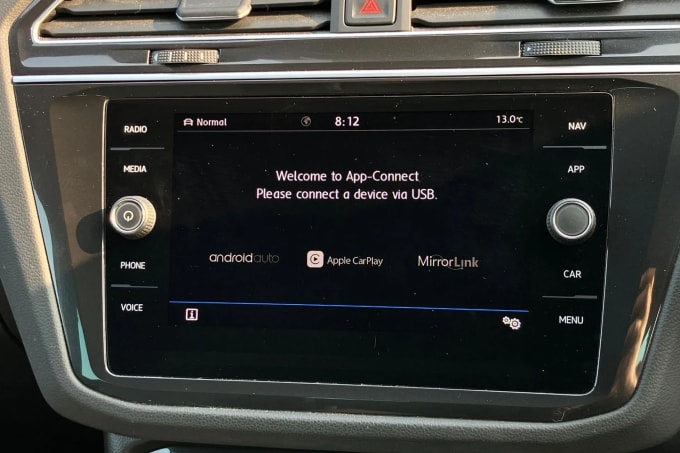 RADIO
MEDIA
PHONE
VOICE
Normal 8:12 13.0°C
Welcome to App-Connect
Please connect a device via USB.
androidauto Apple CarPlay MirrorLink
NAV
APP
CAR
MENU